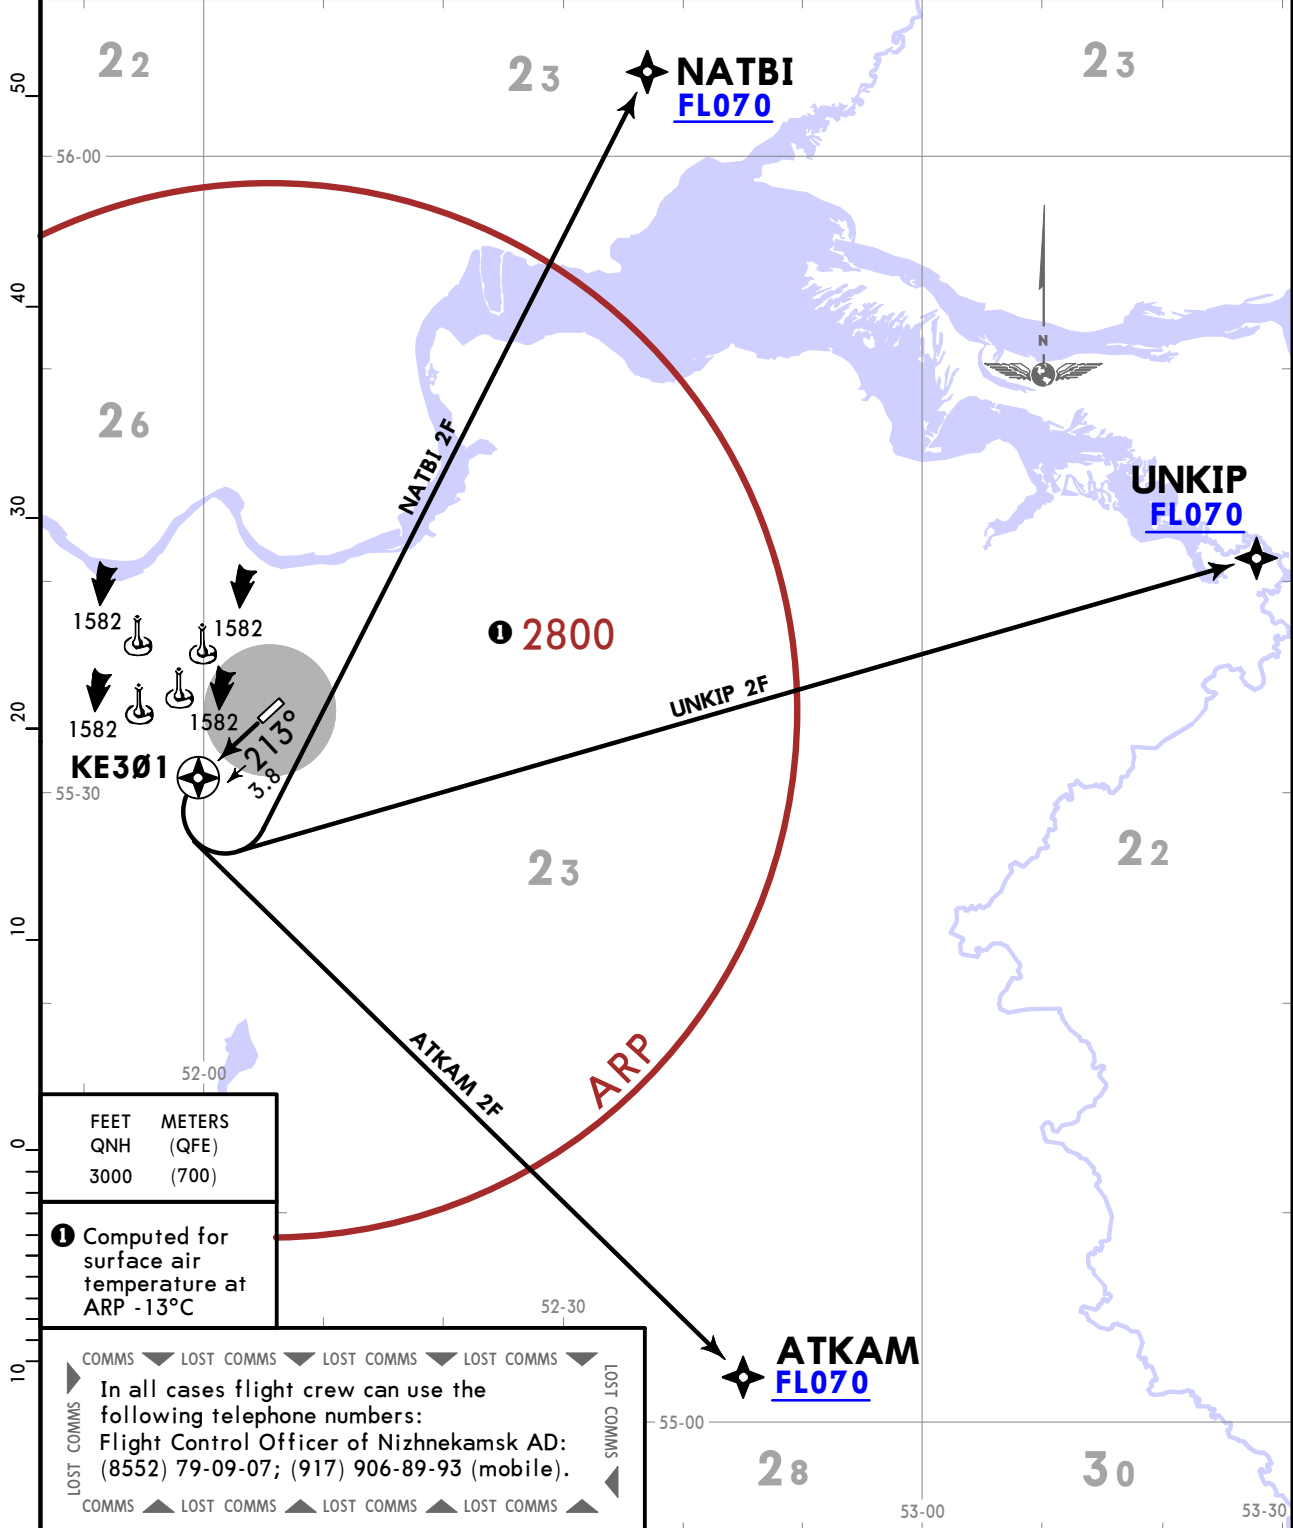 22
23
23
NATBI
FL070
50
56-00
40
N
26
NATBI 2F
UNKIP
FL070
30
1582
1582
❶ 2800
1582
1582
UNKIP 2F
20
213°
3.8
KE3Ø1
55-30
23
22
10
ARP
ATKAM 2F
52-00
FEET METERS
QNH (QFE)
3000 (700)
0
❶ Computed for
surface air
temperature at
ARP -13°C
52-30
ATKAM
FL070
10
COMMS LOST COMMS LOST COMMS LOST COMMS
LOST COMMS
In all cases flight crew can use the
following telephone numbers:
Flight Control Officer of Nizhnekamsk AD:
(8552) 79-09-07; (917) 906-89-93 (mobile).
LOST COMMS
COMMS LOST COMMS LOST COMMS LOST COMMS
55-00
28
30
53-00
53-30